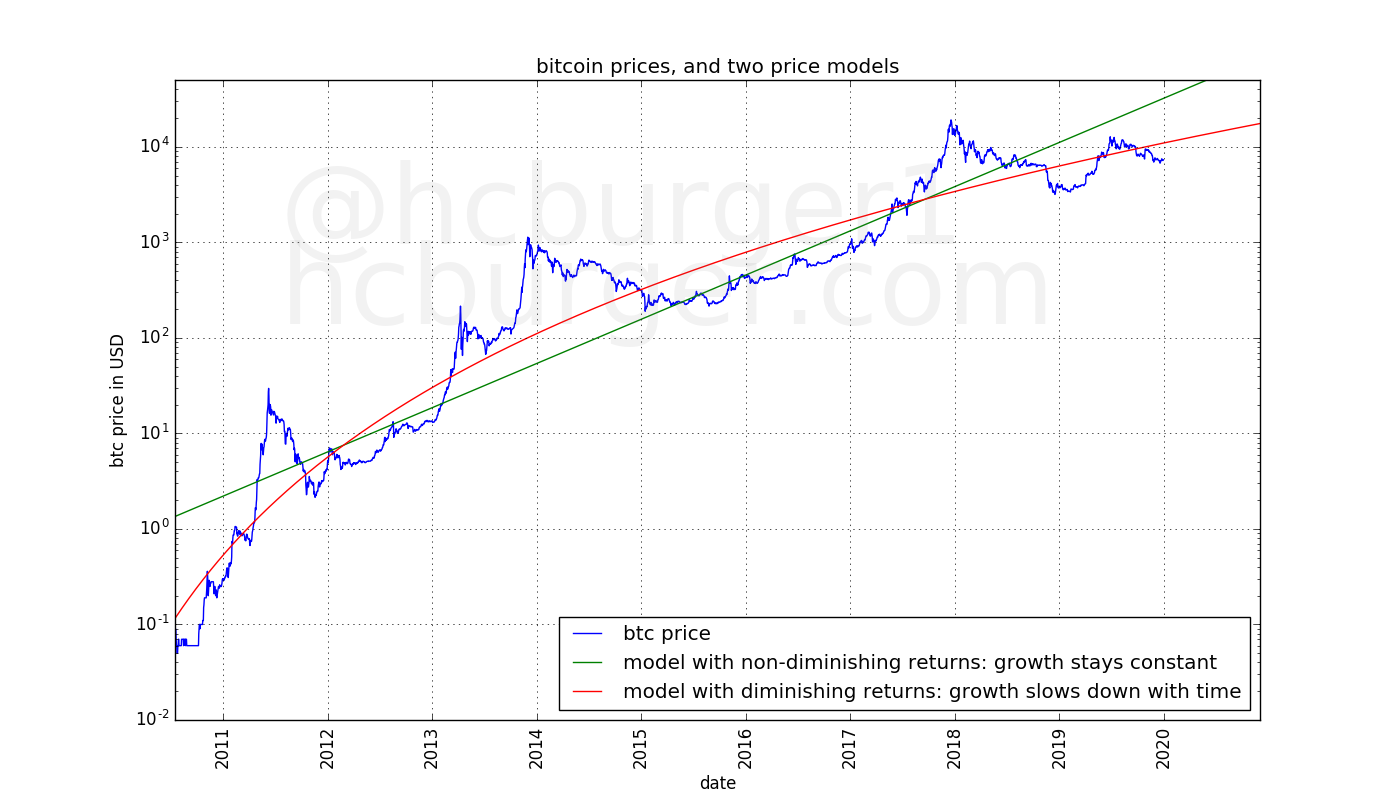 bitcoin prices, and two price models
@hcburger1
hcburger.com
btc price in USD
10^4
10^3
10^2
10^1
10^0
10^-1
10^-2
btc price
model with non-diminishing returns: growth stays constant
model with diminishing returns: growth slows down with time
2011
2012
2013
2014
2015
2016
2017
2018
2019
2020
date